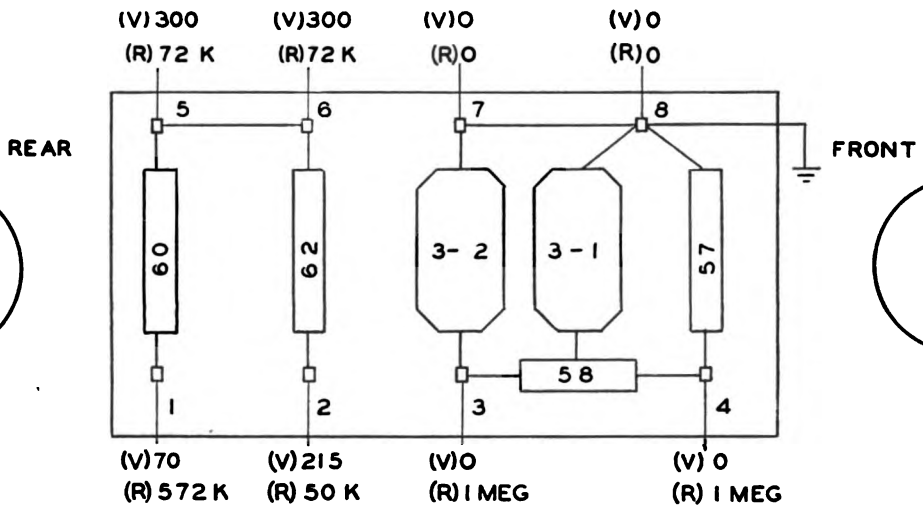 (V)300 (V)300 (V)0 (V)0
(R)72 K (R)72 K (R)0 (R)0
5 6 7 8
REAR FRONT
60 62 3-2 3-1 57
58
1 2 3 4
(V)70 (V)215 (V)0 (V)0
(R)572 K (R)50 K (R)1 MEG (R)1 MEG